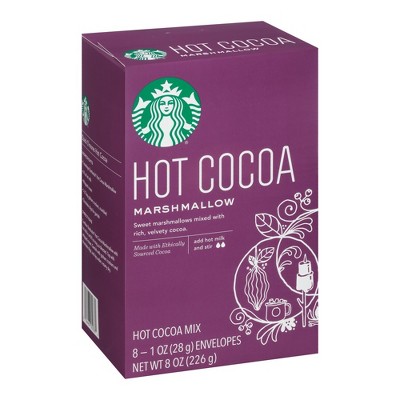 HOT COCOA
MARSHMALLOW
HOT COCOA
MARSHMALLOW
Sweet marshmallows mixed with
rich, velvety cocoa.
Made with Ethically
Sourced Cocoa
add hot milk
and stir
HOT COCOA MIX
8 – 1 OZ (28 g) ENVELOPES
NET WT 8 OZ (226 g)